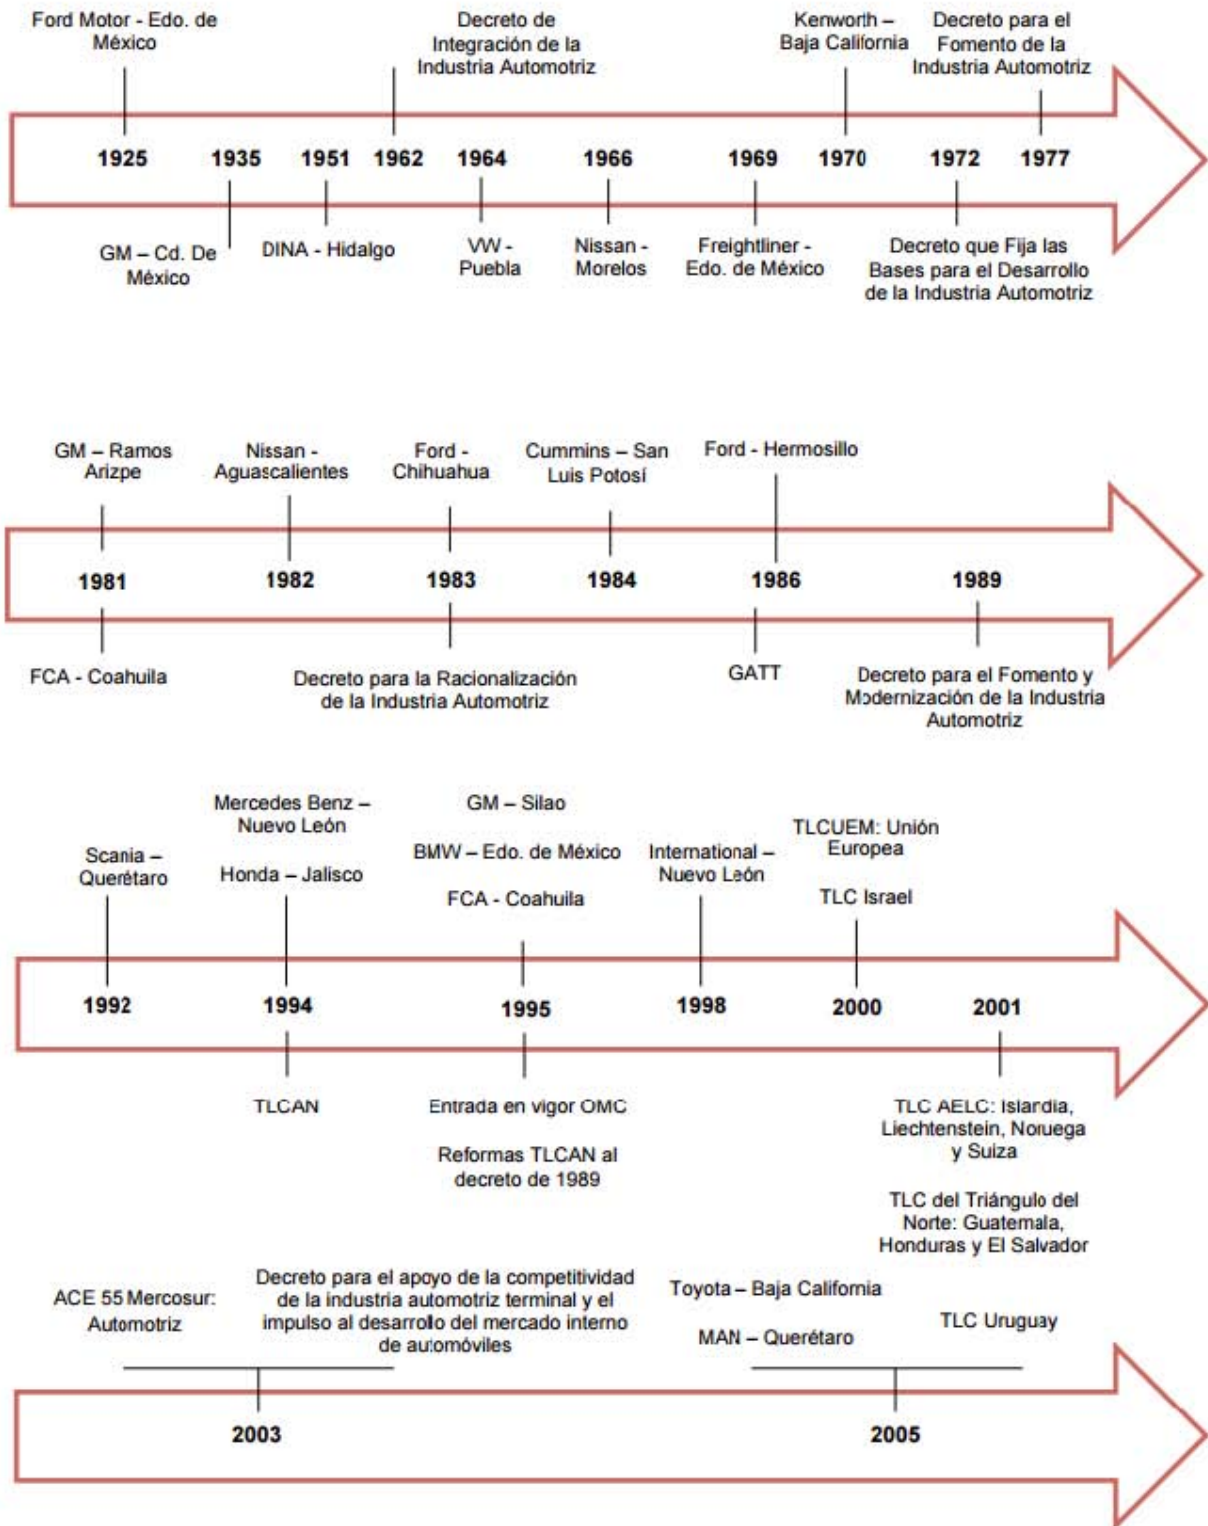 Ford Motor - Edo. de
México
Decreto de
Integración de la
Industria Automotriz
Kenworth –
Baja California
Decreto para el
Fomento de la
Industria Automotriz
1925
1935
1951
1962
1964
1966
1969
1970
1972
1977
GM – Cd. De
México
DINA - Hidalgo
VW -
Puebla
Nissan -
Morelos
Freightliner -
Edo. de México
Decreto que Fija las
Bases para el Desarrollo
de la Industria Automotriz
GM – Ramos
Arizpe
Nissan -
Aguascalientes
Ford -
Chihuahua
Cummins – San
Luis Potosí
Ford - Hermosillo
1981
1982
1983
1984
1986
1989
FCA - Coahuila
Decreto para la Racionalización
de la Industria Automotriz
GATT
Decreto para el Fomento y
Modernización de la Industria
Automotriz
Scania –
Querétaro
Mercedes Benz –
Nuevo León
Honda – Jalisco
GM – Silao
BMW – Edo. de México
FCA - Coahuila
International –
Nuevo León
TLCUEM: Unión
Europea
TLC Israel
1992
1994
1995
1998
2000
2001
TLCAN
Entrada en vigor OMC
Reformas TLCAN al
decreto de 1989
TLC AELC: Islandia,
Liechtenstein, Noruega
y Suiza
TLC del Triángulo del
Norte: Guatemala,
Honduras y El Salvador
ACE 55 Mercosur:
Automotriz
Decreto para el apoyo de la competitividad
de la industria automotriz terminal y el
impulso al desarrollo del mercado interno
de automóviles
Toyota – Baja California
MAN – Querétaro
TLC Uruguay
2003
2005